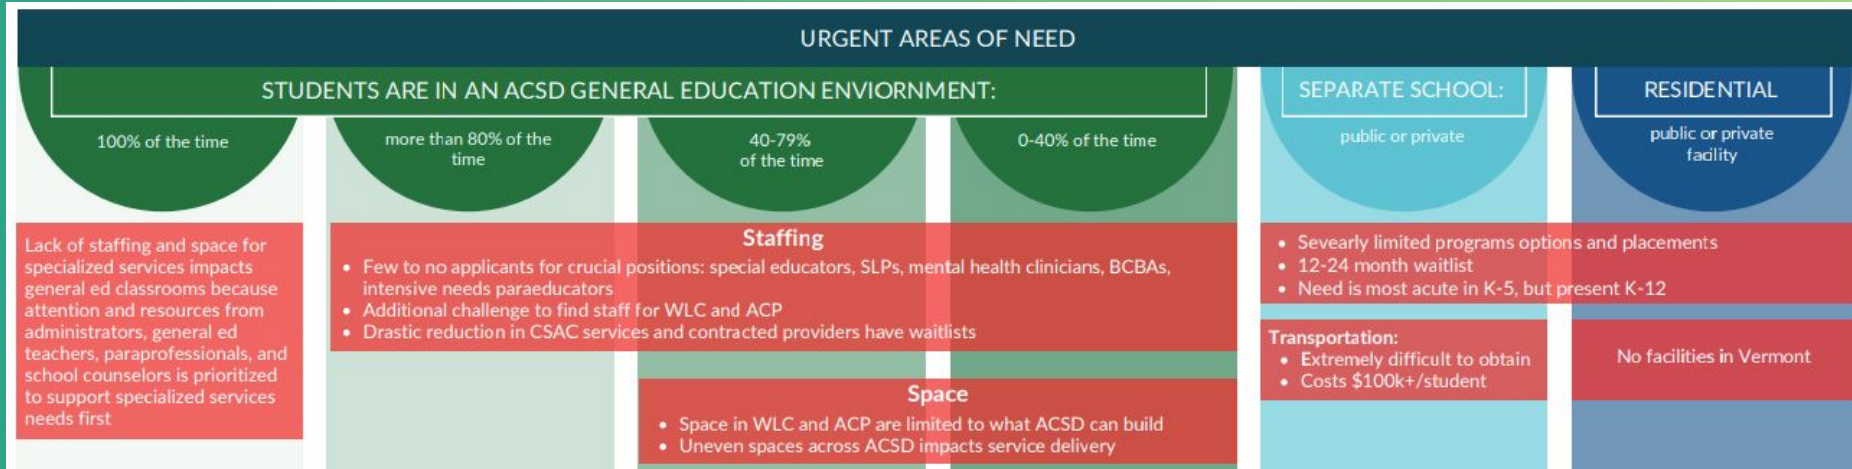 URGENT AREAS OF NEED
STUDENTS ARE IN AN ACSD GENERAL EDUCATION ENVIORNMENT:
100% of the time
more than 80% of the
time
40-79%
of the time
0-40% of the time
SEPARATE SCHOOL:
public or private
RESIDENTIAL
public or private
facility
Lack of staffing and space for
specialized services impacts
general ed classrooms because
attention and resources from
administrators, general ed
teachers, paraprofessionals, and
school counselors is prioritized
to support specialized services
needs first
Staffing
• Few to no applicants for crucial positions: special educators, SLPs, mental health clinicians, BCBAs,
intensive needs paraeducators
• Additional challenge to find staff for WLC and ACP
• Drastic reduction in CSAC services and contracted providers have waitlists
Space
• Space in WLC and ACP are limited to what ACSD can build
• Uneven spaces across ACSD impacts service delivery
• Sevearly limited programs options and placements
• 12-24 month waitlist
• Need is most acute in K-5, but present K-12
Transportation:
• Extremely difficult to obtain
• Costs $100k+/student
No facilities in Vermont